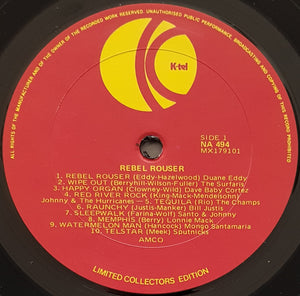 ALL RIGHTS OF THE MANUFACTURER AND OF THE OWNER OF THE RECORDED WORK RESERVED. UNAUTHORISED PUBLIC PERFORMANCE, BROADCASTING AND COPYING OF THIS RECORD PROHIBITED
K-tel
SIDE 1
NA 494
MX179101
REBEL ROUSER
1. REBEL ROUSER (Eddy-Hazelwood) Duane Eddy
2. WIPE OUT (Berryhill-Wilson-Fuller) The Surfaris
3. HAPPY ORGAN (Clowney-Wild) Dave Baby Cortez
4. RED RIVER ROCK (King-Mack-Mendelsohn)
Johnny & The Hurricanes — 5. TEQUILA (Rio) The Champs
6. RAUNCHY (Justis-Manker) Bill Justis
7. SLEEPWALK (Farina-Wolf) Santo & Johnny
8. MEMPHIS (Berry) Lonnie Mack
9. WATERMELON MAN (Hancock) Mongo Santamaria
10. TELSTAR (Meek) Sputnicks
AMCO
LIMITED COLLECTORS EDITION